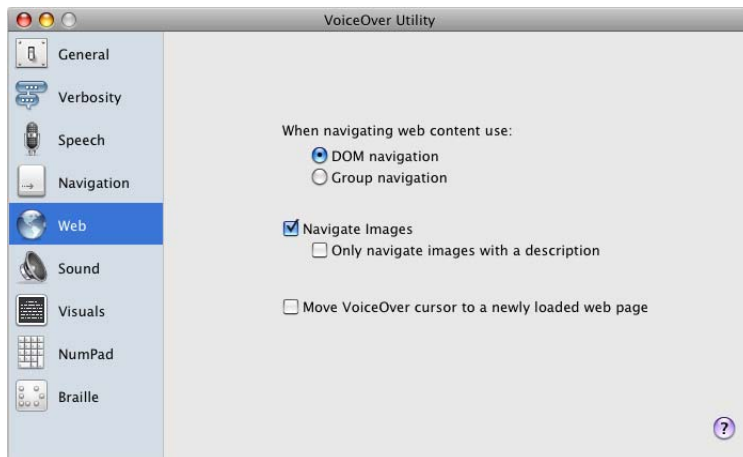 VoiceOver Utility
General
Verbosity
Speech
Navigation
Web
Sound
Visuals
NumPad
Braille
When navigating web content use:
DOM navigation
Group navigation
Navigate Images
Only navigate images with a description
Move VoiceOver cursor to a newly loaded web page
?